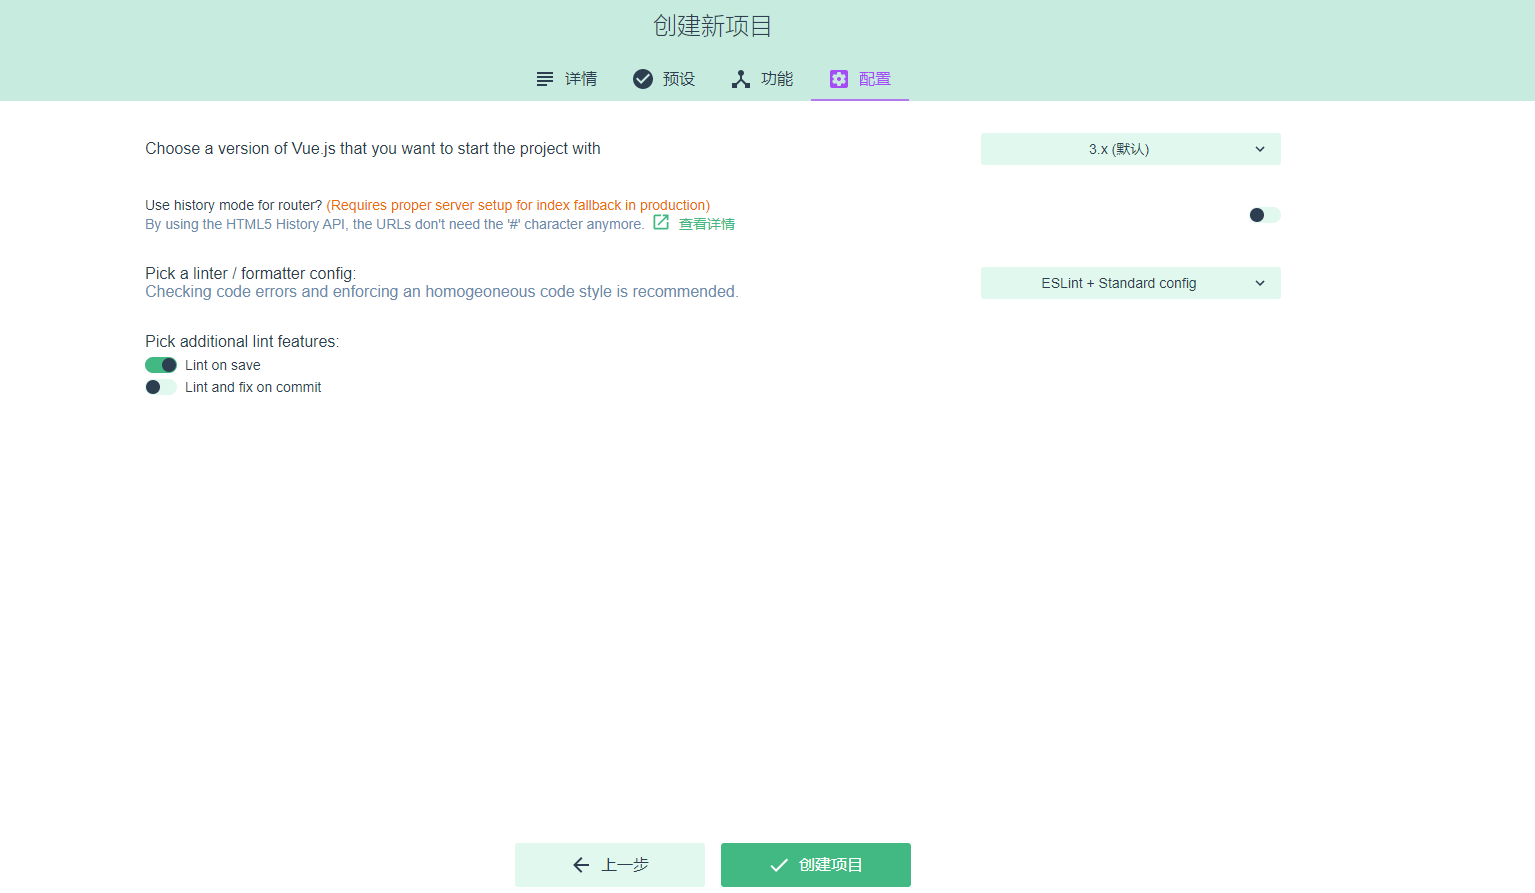 创建新项目
详情 预设 功能 配置
Choose a version of Vue.js that you want to start the project with 3.x (默认)
Use history mode for router? (Requires proper server setup for index fallback in production)
By using the HTML5 History API, the URLs don't need the '#' character anymore. 查看详情
Pick a linter / formatter config:
Checking code errors and enforcing an homogeoneous code style is recommended. ESLint + Standard config
Pick additional lint features:
Lint on save
Lint and fix on commit
上一步 创建项目